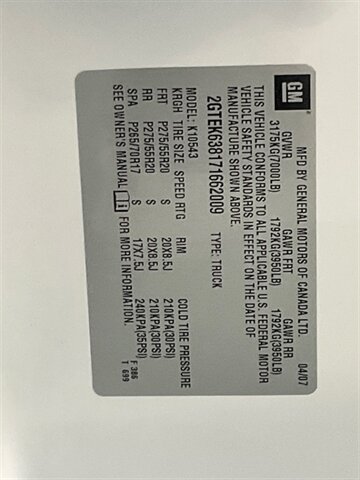 GM
MFD BY GENERAL MOTORS OF CANADA LTD. 04/07
GVWR GAWR FRT GAWR RR
3175KG(7000LB) 1792KG(3950LB) 1792KG(3950LB)
THIS VEHICLE CONFORMS TO ALL APPLICABLE U.S. FEDERAL MOTOR
VEHICLE SAFETY STANDARDS IN EFFECT ON THE DATE OF
MANUFACTURE SHOWN ABOVE.
2GTEK638171662009 TYPE: TRUCK
MODEL: K10543
KRGH TIRE SIZE SPEED RTG RIM COLD TIRE PRESSURE
FRT P275/55R20 S 20X8.5J 210KPA(30PSI)
RR P275/55R20 S 20X8.5J 210KPA(30PSI)
SPA P265/70R17 S 17X7.5J 240KPA(35PSI)
SEE OWNER'S MANUAL FOR MORE INFORMATION.
F 386
T 699